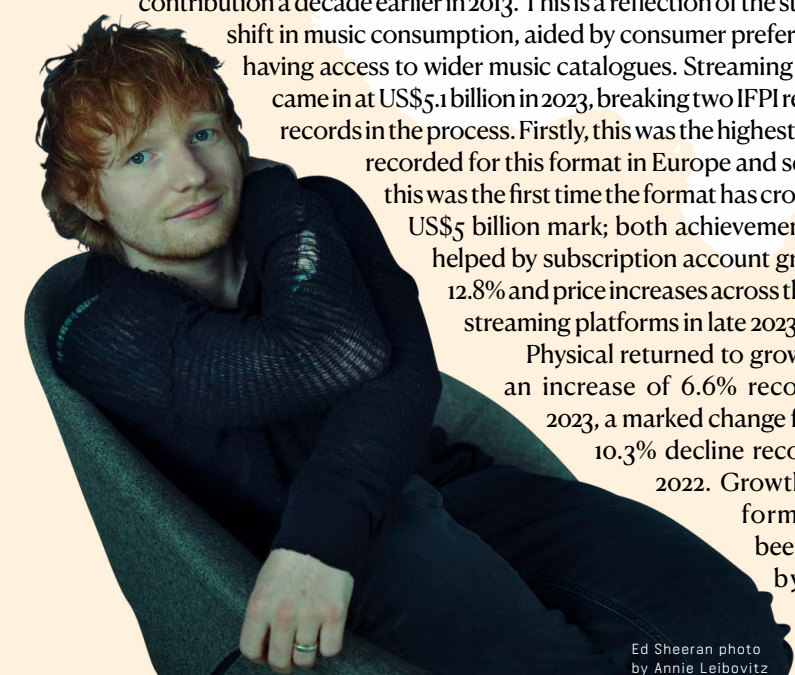 contribution a decade earlier in 2013. This is a reflection of the
shift in music consumption, aided by consumer
having access to wider music catalogues. Streaming
came in at US$5.1 billion in 2023, breaking two IFPI
records in the process. Firstly, this was the highest
recorded for this format in Europe and
this was the first time the format has
US$5 billion mark; both
helped by subscription account
12.8% and price increases across
streaming platforms in late 2023
Physical returned to
an increase of 6.6%
2023, a marked change
10.3% decline
2022.
by
Ed Sheeran photo
by Annie Leibovitz